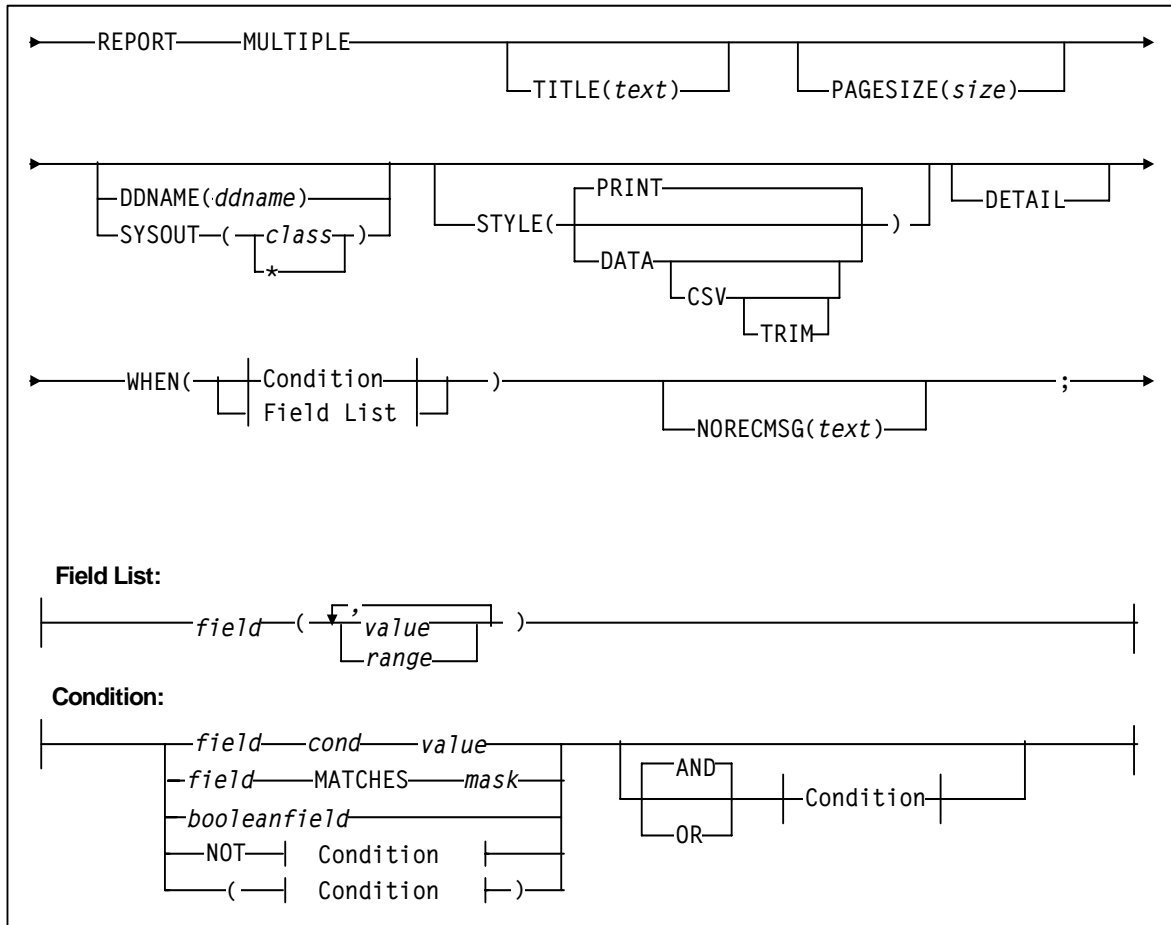 REPORT MULTIPLE
TITLE(text) PAGESIZE(size)
PRINT
DDNAME(ddname) DETAIL
SYSOUT ( class ) STYLE( )
* DATA
CSV
TRIM
WHEN( Condition ) ;
Field List
NORECMSG(text)
Field List:
,
field ( value )
range
Condition:
field cond value
AND
field MATCHES mask
Condition
booleanfield
OR
NOT Condition
( Condition )